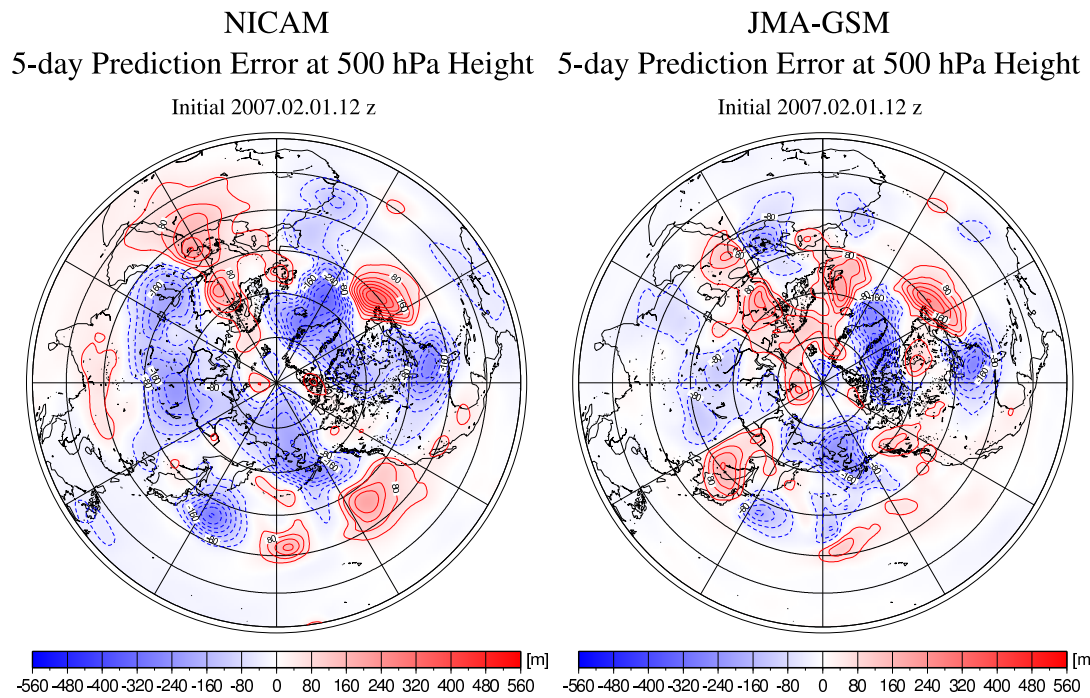 NICAM
5-day Prediction Error at 500 hPa Height
Initial 2007.02.01.12 z
-560 -480 -400 -320 -240 -160 -80 0 80 160 240 320 400 480 560 [m]
JMA-GSM
5-day Prediction Error at 500 hPa Height
-560 -480 -400 -320 -240 -160 -80 0 80 160 240 320 400 480 560 [m]
Initial 2007.02.01.12 z